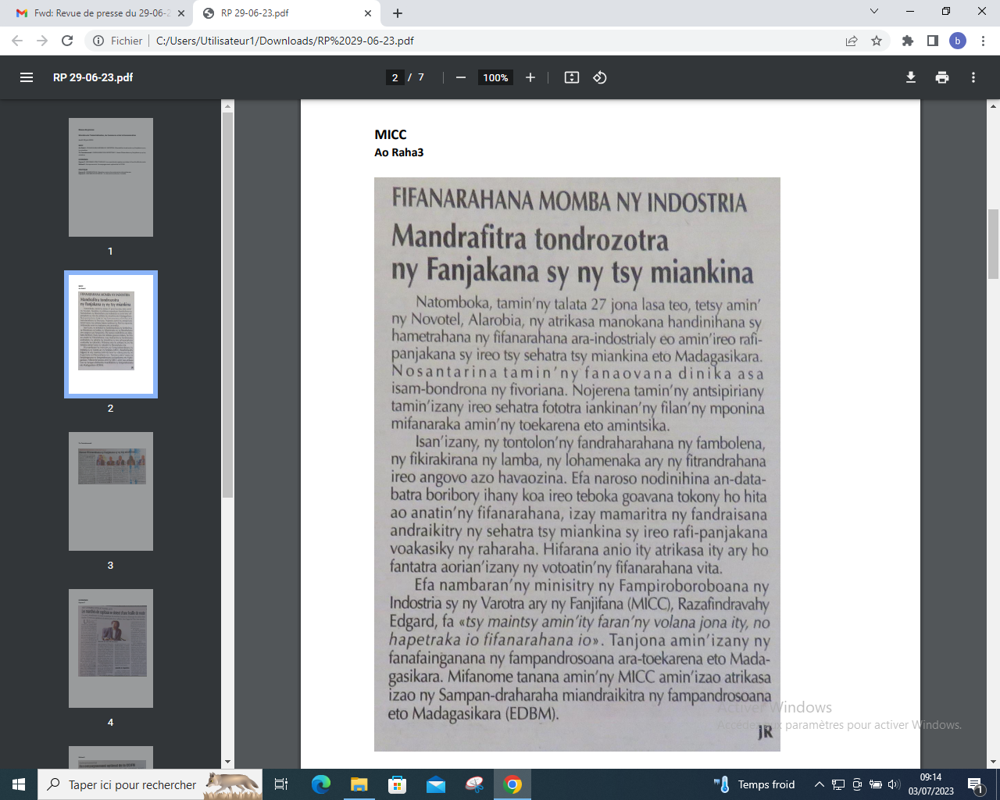 Fwd: Revue de presse du 29-06-2
RP 29-06-23.pdf
Fichier
C:/Users/Utilisateur1/Downloads/RP%2029-06-23.pdf
b
RP 29-06-23.pdf
2 / 7
100%
1
2
3
4
MICC
Ao Raha3
FIFANARAHANA MOMBA NY INDOSTRIA
Mandrafitra tondrozotra
ny Fanjakana sy ny tsy miankina
Natomboka, tamin'ny talata 27 jona lasa teo, tetsy amin'
ny Novotel, Alarobia, ny atrikasa manokana handinihana sy
hametrahana ny fifanarahana ara-indostrialy eo amin'ireo rafi-
panjakana sy ireo tsy sehatra tsy miankina eto Madagasikara.
Nosantarina tamin'ny fanaovana dinika asa
isam-bondrona ny fivoriana. Nojerena tamin'ny antsipiriany
tamin'izany ireo sehatra fototra iankinan'ny filan'ny mponina
mifanaraka amin'ny toekarena eto amintsika.
Isan'izany, ny tontolon'ny fandraharahana ny fambolena,
ny fikirakirana ny lamba, ny lohamenaka ary ny fitrandrahana
ireo angovo azo havaozina. Efa naroso nodinihina an-data-
batra boribory ihany koa ireo teboka goavana tokony ho hita
ao anatin'ny fifanarahana, izay mamaritra ny fandraisana
andraikitry ny sehatra tsy miankina sy ireo rafi-panjakana
voakasiky ny raharaha. Hifarana anio ity atrikasa ity ary ho
fantatra aorian'izany ny votoatin'ny fifanarahana vita.
Efa nambaran'ny minisitry ny Fampiroboroboana ny
Indostria sy ny Varotra ary ny Fanjifana (MICC), Razafindravahy
Edgard, fa «tsy maintsy amin'ity faran'ny volana jona ity, no
hapetraka io fifanarahana io». Tanjona amin'izany ny
fanafainganana ny fampandrosoana ara-toekarena eto Mada-
gasikara. Mifanome tanana amin'ny MICC amin'izao atrikasa
izao ny Sampan-draharaha miandraikitra ny fampandrosoana
eto Madagasikara (EDBM).
JR
Activer Windows
Accédez aux paramètres pour activer Windows.
Taper ici pour rechercher
Temps froid
09:14
03/07/2023
1